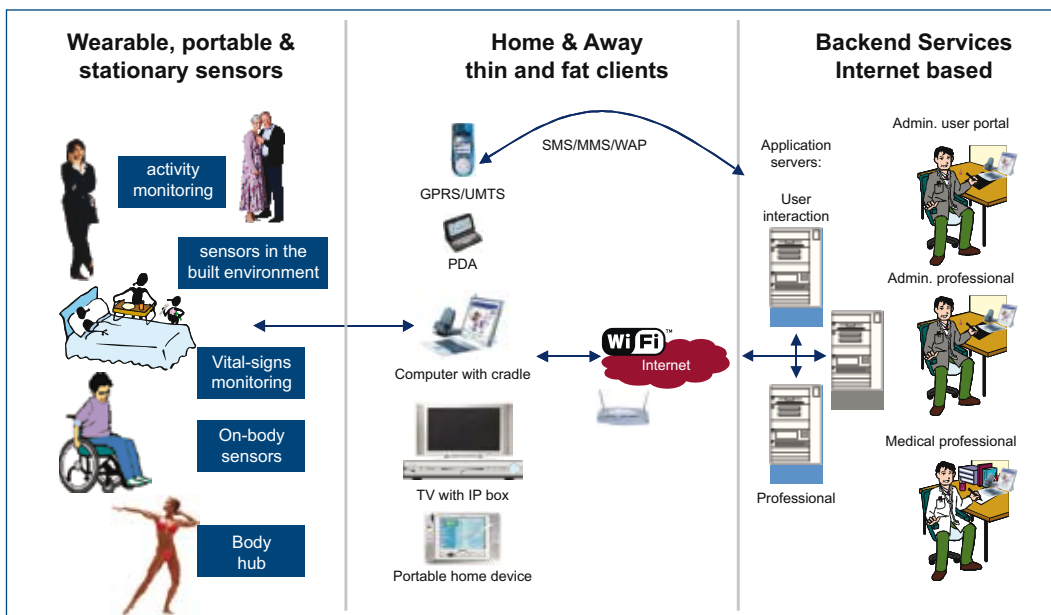 Wearable, portable &
stationary sensors
activity
monitoring
sensors in the
built environment
Vital-signs
monitoring
On-body
sensors
Body
hub
Home & Away
thin and fat clients
SMS/MMS/WAP
GPRS/UMTS
PDA
Computer with cradle
WiFi™
Internet
TV with IP box
Portable home device
Backend Services
Internet based
Application
servers:
User
interaction
Professional
Admin. user portal
Admin. professional
Medical professional